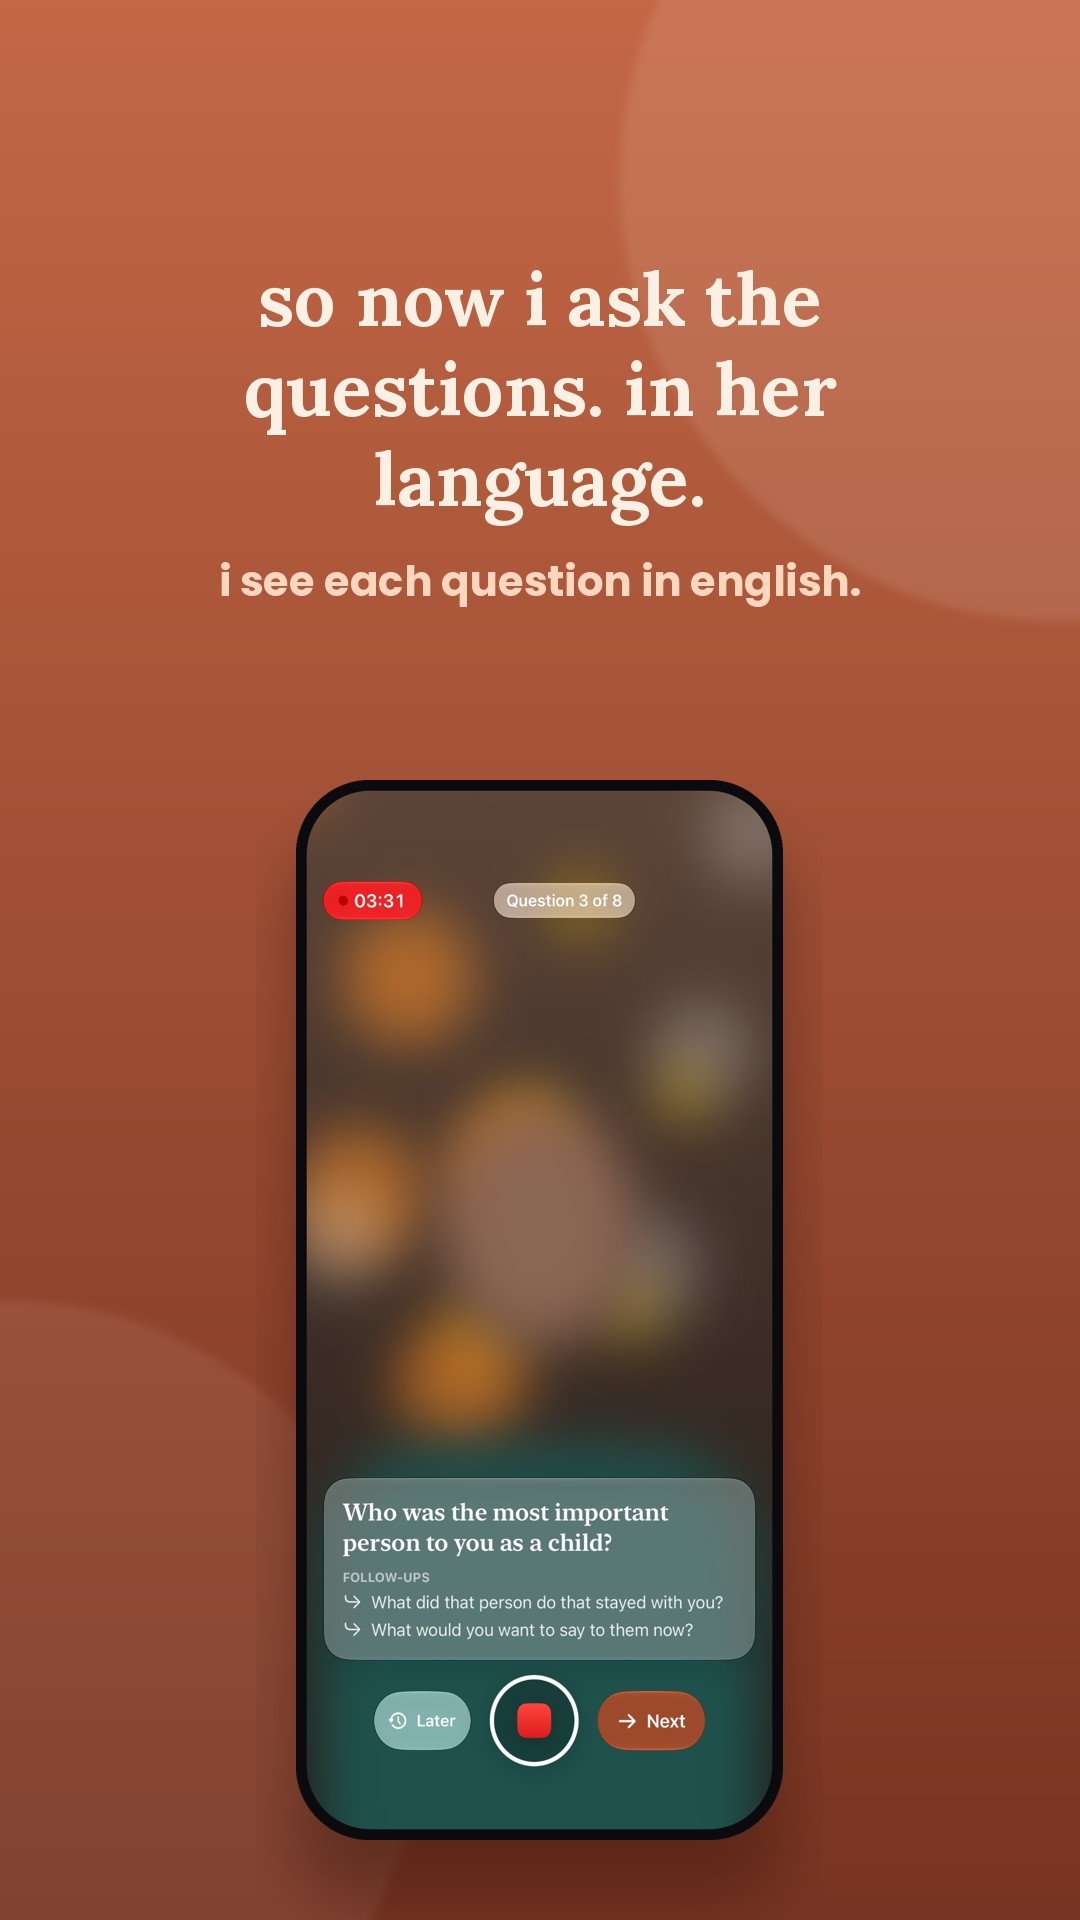 so now i ask the
questions. in her
language.
i see each question in english.
03:31
Question 3 of 8
Who was the most important
person to you as a child?
FOLLOW-UPS
What did that person do that stayed with you?
What would you want to say to them now?
Later
Next